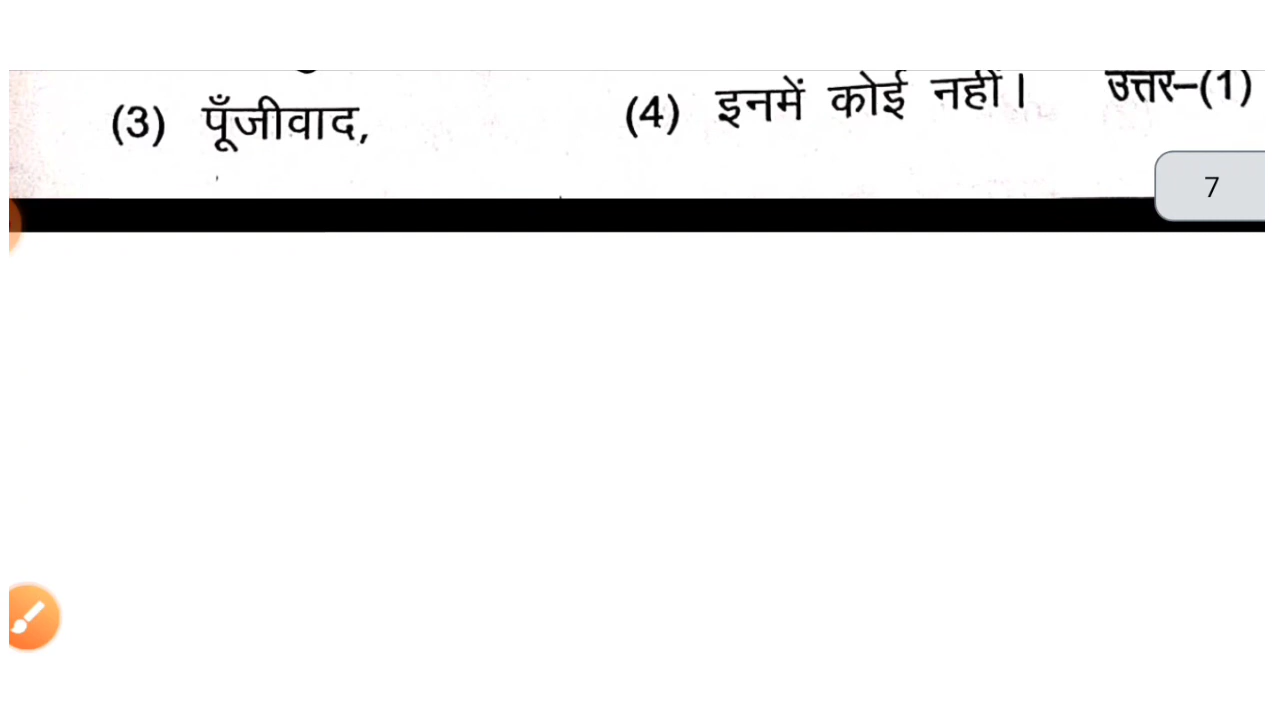 (3) पूँजीवाद, (4) इनमें कोई नहीं। उत्तर–(1)
7